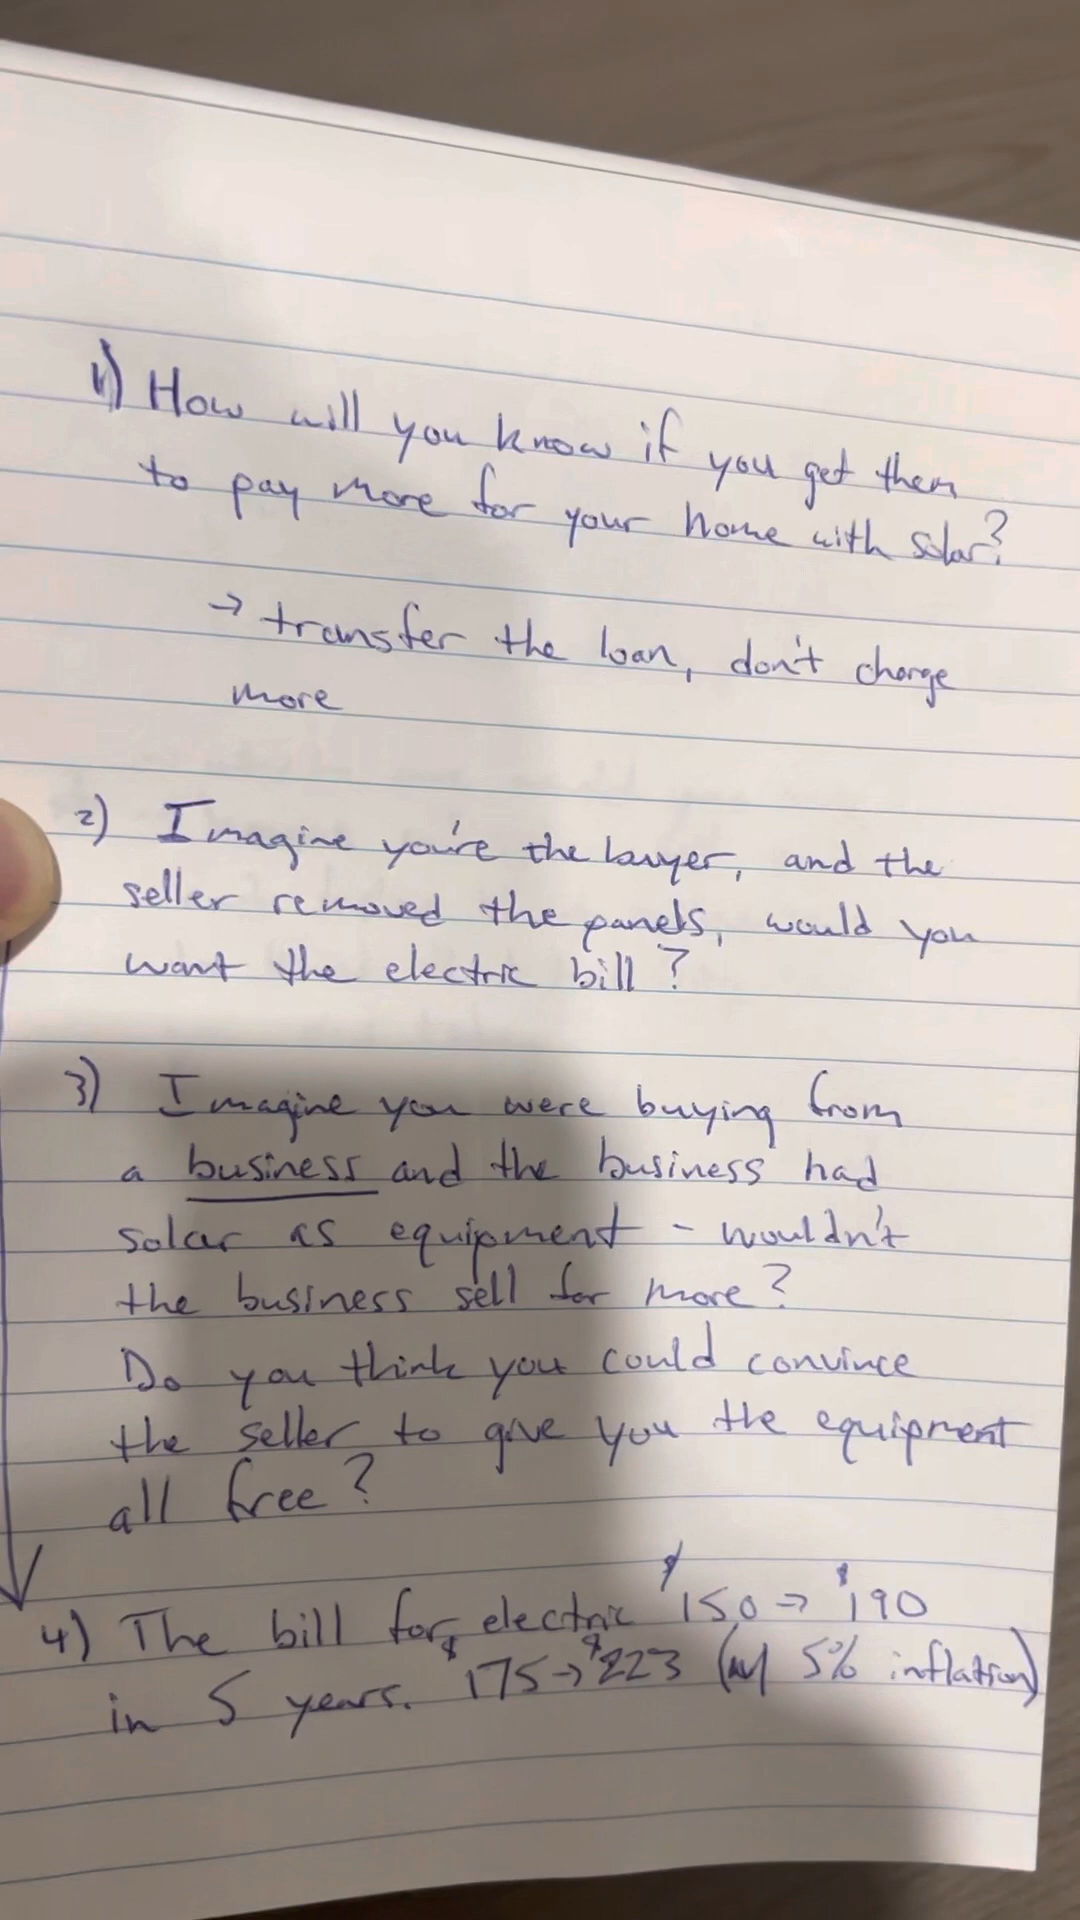 1) How will you know if you get them
to pay more for your home with solar?
→ transfer the loan, don't charge
more
2) Imagine you're the buyer, and the
seller removed the panels, would you
want the electric bill?
3) Imagine you were buying from
a business and the business had
solar as equipment - wouldn't
the business sell for more?
Do you think you could convince
the seller to give you the equipment
all free?
4) The bill for electric $150 → $190
in 5 years. $175 → $223 (w/ 5% inflation)